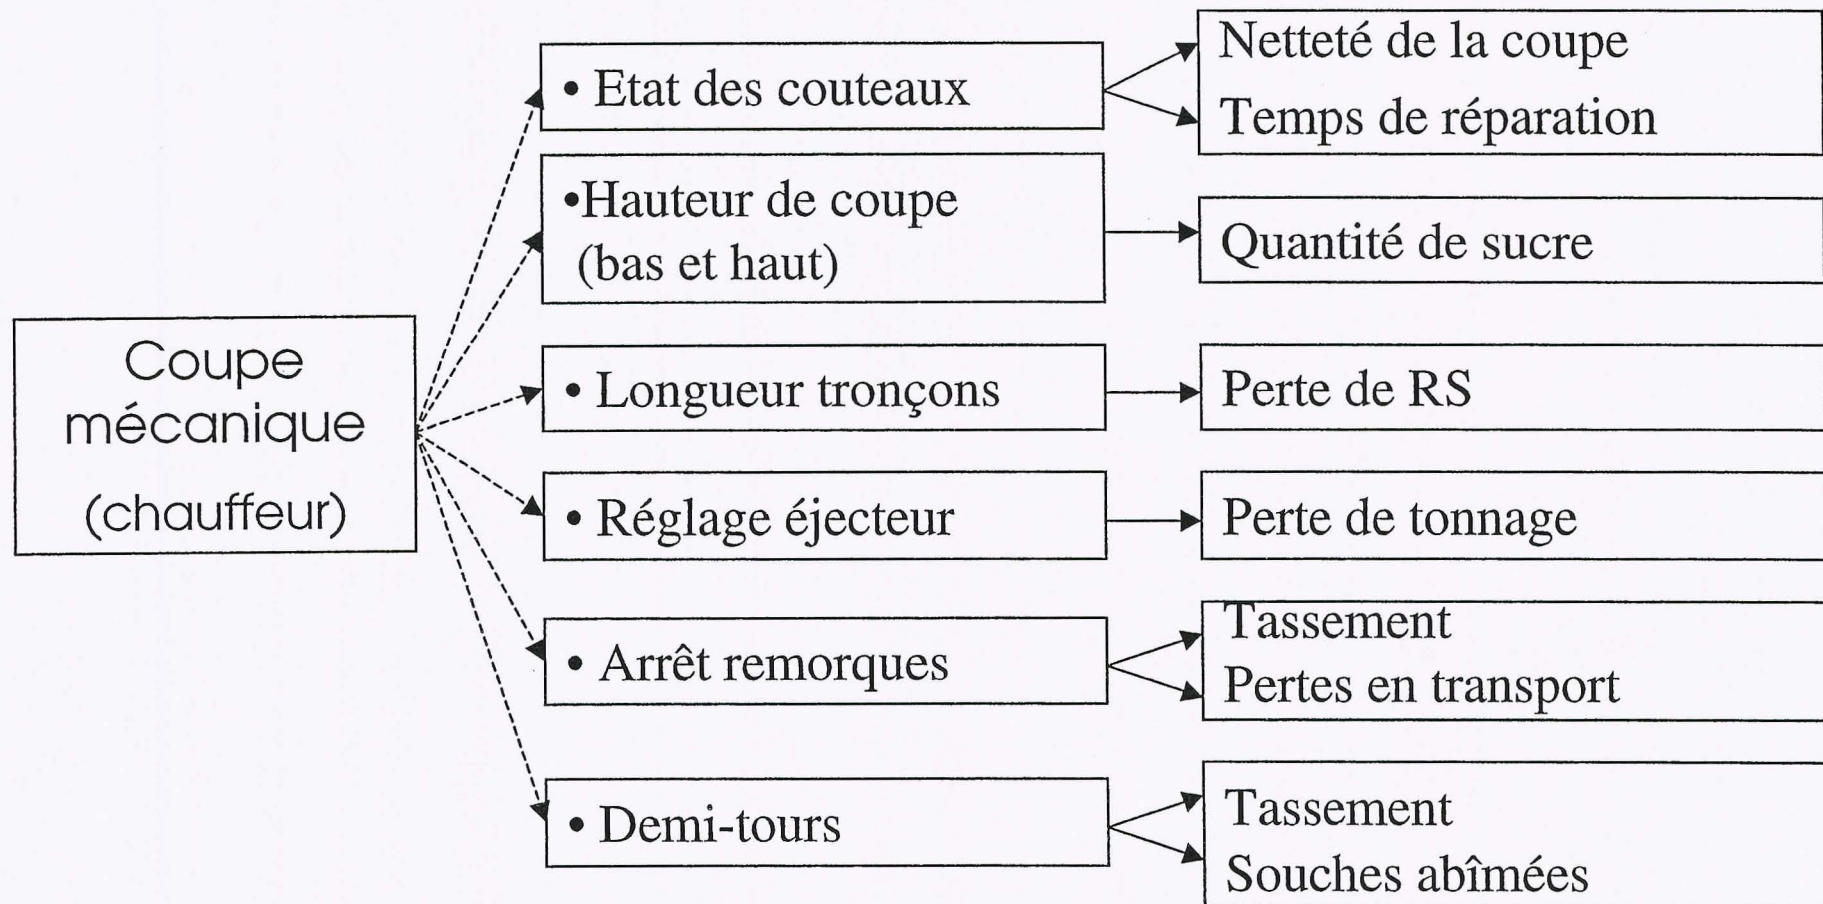 Coupe
mécanique
(chauffeur)
• Etat des couteaux
Netteté de la coupe
Temps de réparation
•Hauteur de coupe
(bas et haut)
Quantité de sucre
• Longueur tronçons
Perte de RS
• Réglage éjecteur
Perte de tonnage
• Arrêt remorques
Tassement
Pertes en transport
• Demi-tours
Tassement
Souches abîmées